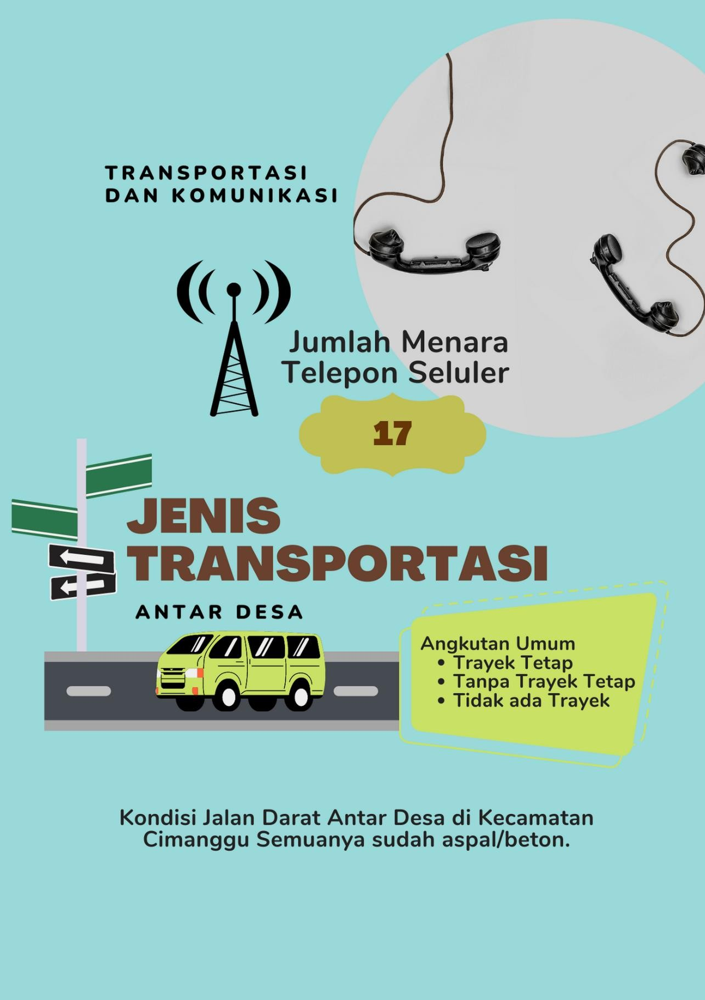 TRANSPORTASI
DAN KOMUNIKASI
Jumlah Menara
Telepon Seluler
17
JENIS
TRANSPORTASI
ANTAR DESA
Angkutan Umum
• Trayek Tetap
• Tanpa Trayek Tetap
• Tidak ada Trayek
Kondisi Jalan Darat Antar Desa di Kecamatan
Cimanggu Semuanya sudah aspal/beton.